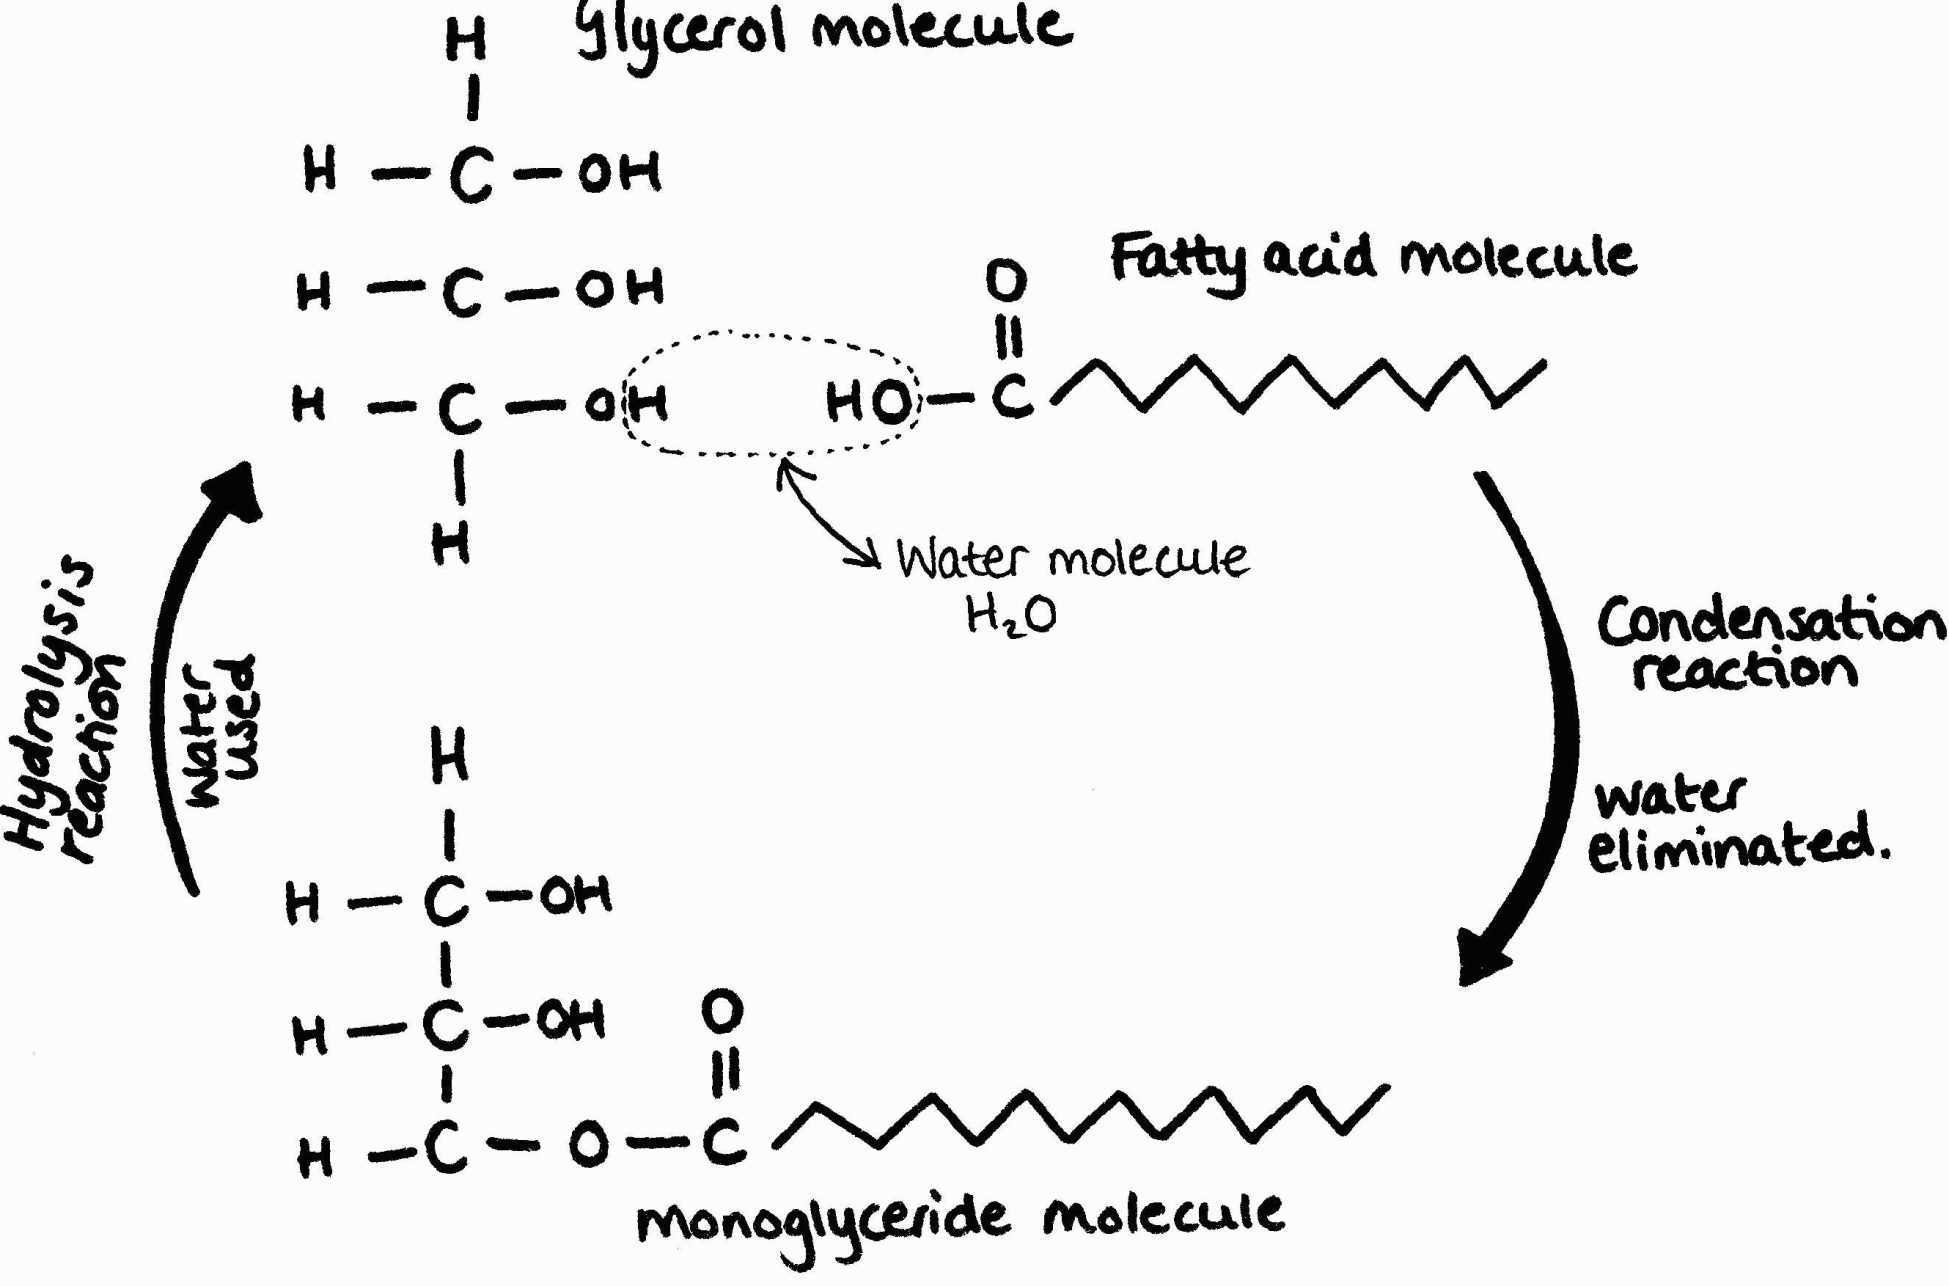 Glycerol molecule
H
H – C – OH
H – C – OH
H – C – OH
H
Fatty acid molecule
O
HO – C
Water molecule
H₂O
Hydrolysis
reaction
water
used
Condensation
reaction
water
eliminated.
H
H – C – OH
H – C – OH
O
H – C – O – C
monoglyceride molecule